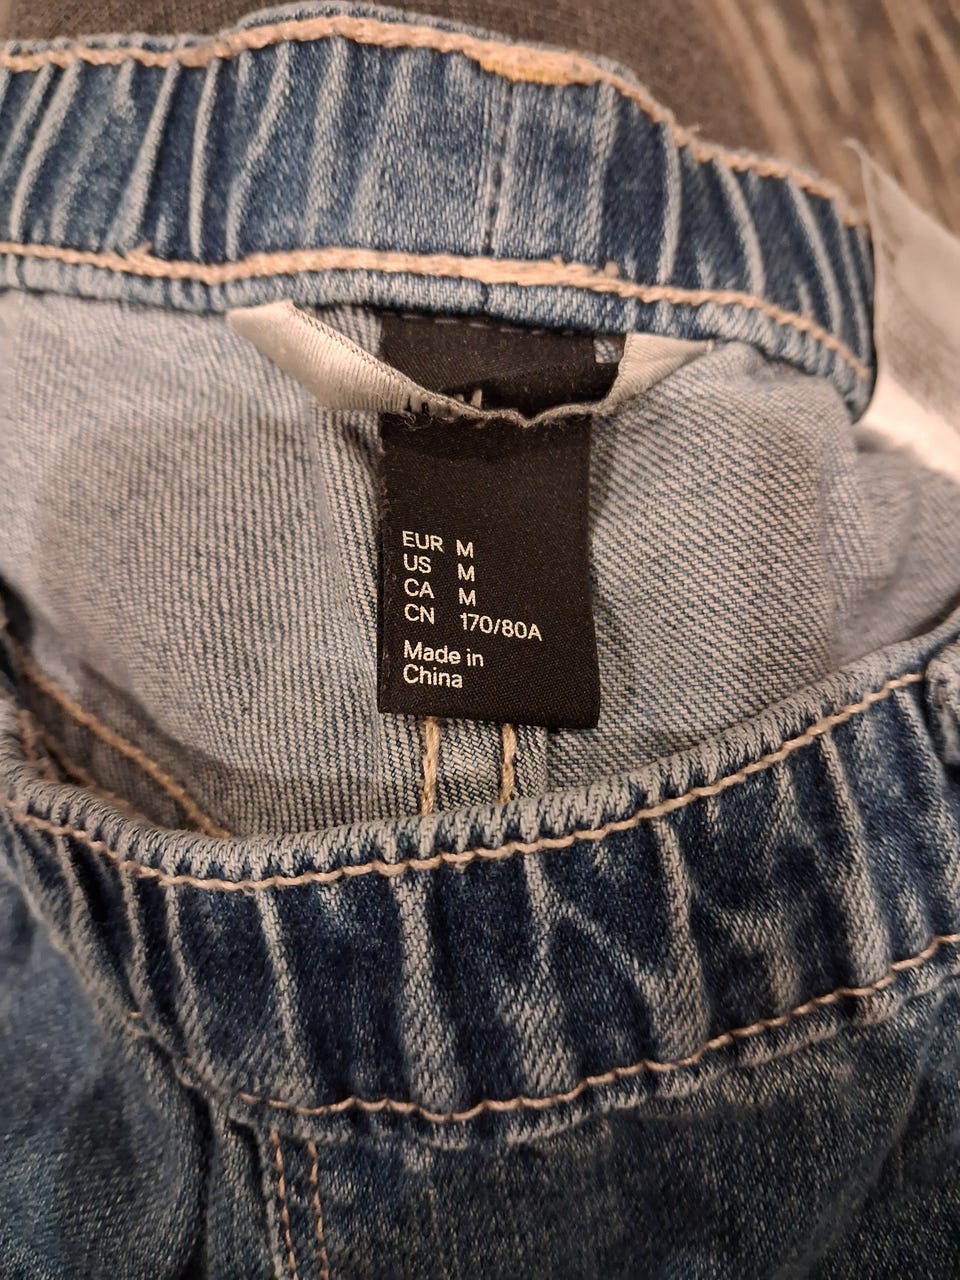 EUR M
US M
CA M
CN 170/80A
Made in
China